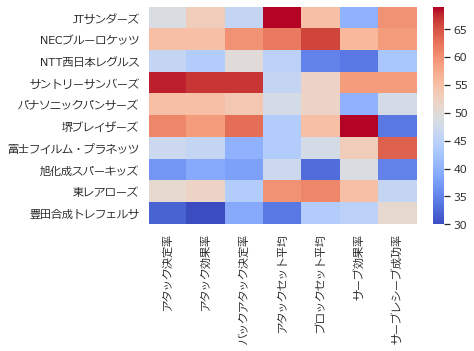 JTサンダーズ
NECブルーロケッツ
NTT西日本レグルス
サントリーサンバーズ
パナソニックパンサーズ
堺ブレイザーズ
富士フイルム・プラネッツ
旭化成スパーキッズ
東レアローズ
豊田合成トレフェルサ
アタック決定率
アタック効果率
バックアタック決定率
アタックセット平均
ブロックセット平均
サーブ効果率
サーブレシーブ成功率
65
60
55
50
45
40
35
30